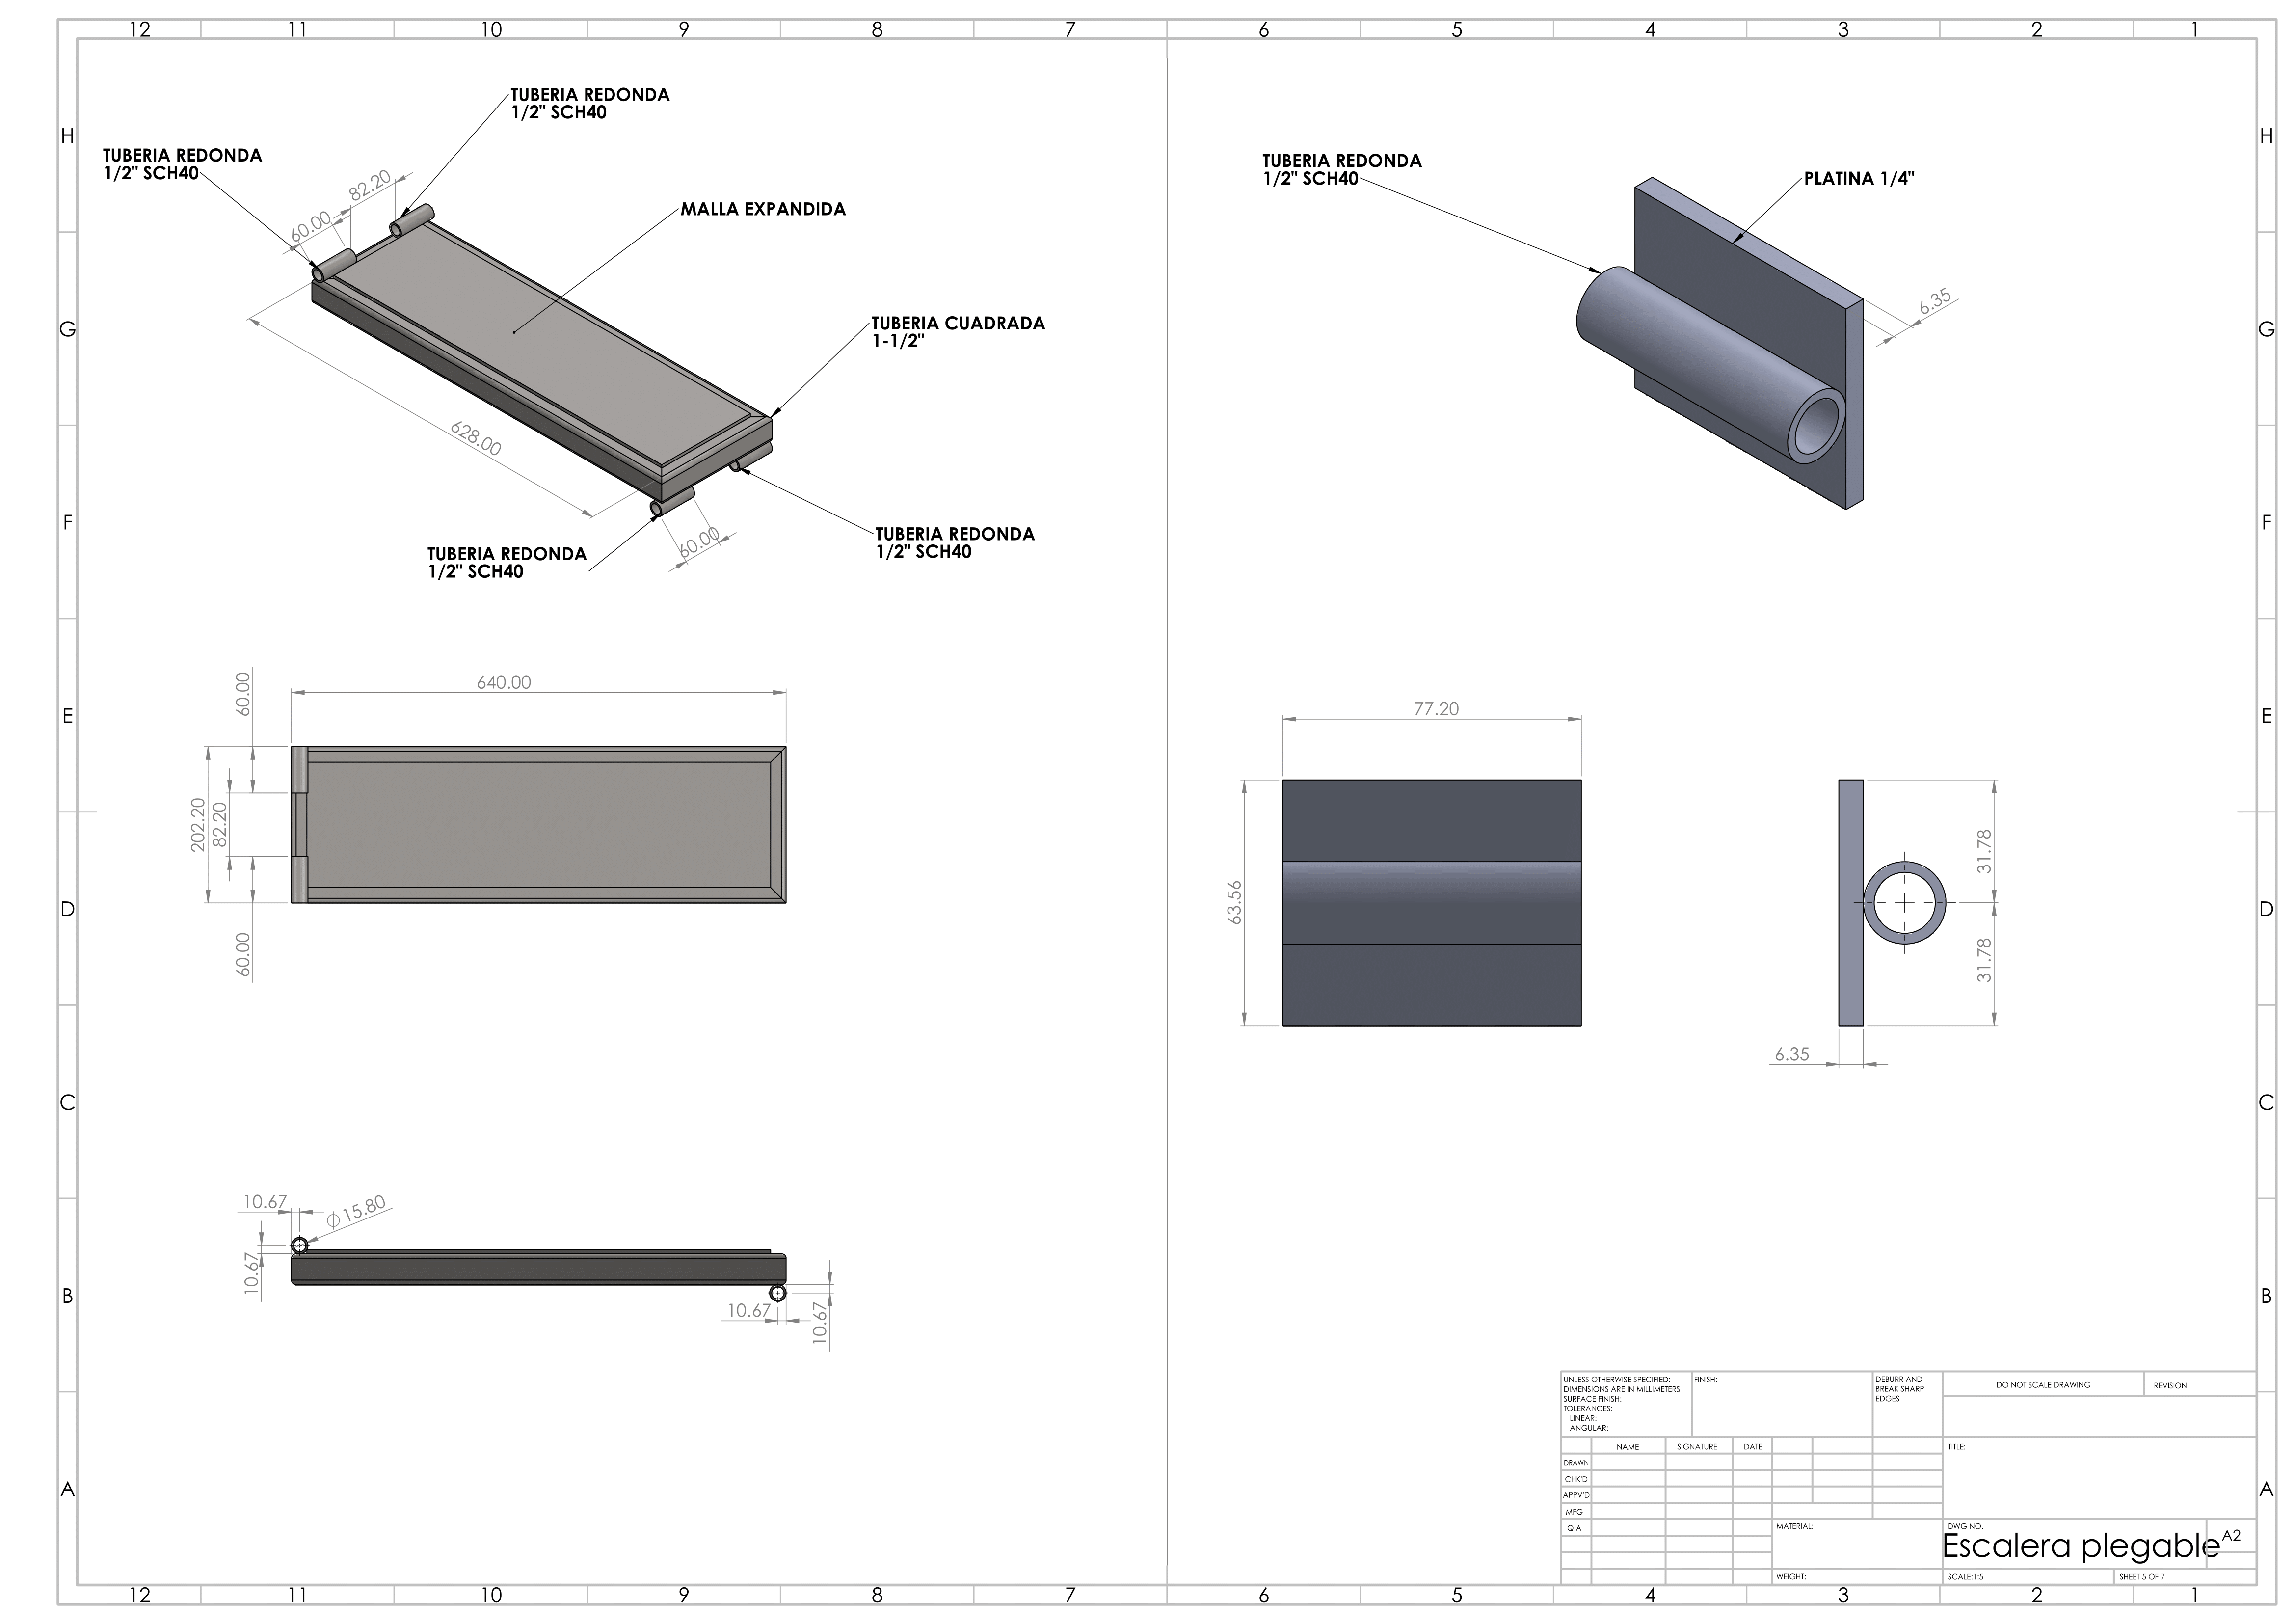 12 11 10 9 8 7 6 5 4 3 2 1
H
G
F
E
D
C
B
A
TUBERIA REDONDA
1/2" SCH40
TUBERIA REDONDA
1/2" SCH40
82.20
60.00
MALLA EXPANDIDA
TUBERIA CUADRADA
1-1/2"
628.00
TUBERIA REDONDA
1/2" SCH40
60.00
TUBERIA REDONDA
1/2" SCH40
640.00
60.00
202.20
82.20
60.00
10.67
∅ 15.80
10.67
10.67
10.67
TUBERIA REDONDA
1/2" SCH40
PLATINA 1/4"
6.35
77.20
63.56
31.78
31.78
6.35
H
G
F
E
D
C
B
A
UNLESS OTHERWISE SPECIFIED:
DIMENSIONS ARE IN MILLIMETERS
SURFACE FINISH:
TOLERANCES:
LINEAR:
ANGULAR:
FINISH:
DEBURR AND
BREAK SHARP
EDGES
DO NOT SCALE DRAWING
REVISION
NAME
SIGNATURE
DATE
TITLE:
DRAWN
CHK'D
APPV'D
MFG
Q.A
MATERIAL:
DWG NO.
Escalera plegable
A2
WEIGHT:
SCALE:1:5
SHEET 5 OF 7
12 11 10 9 8 7 6 5 4 3 2 1